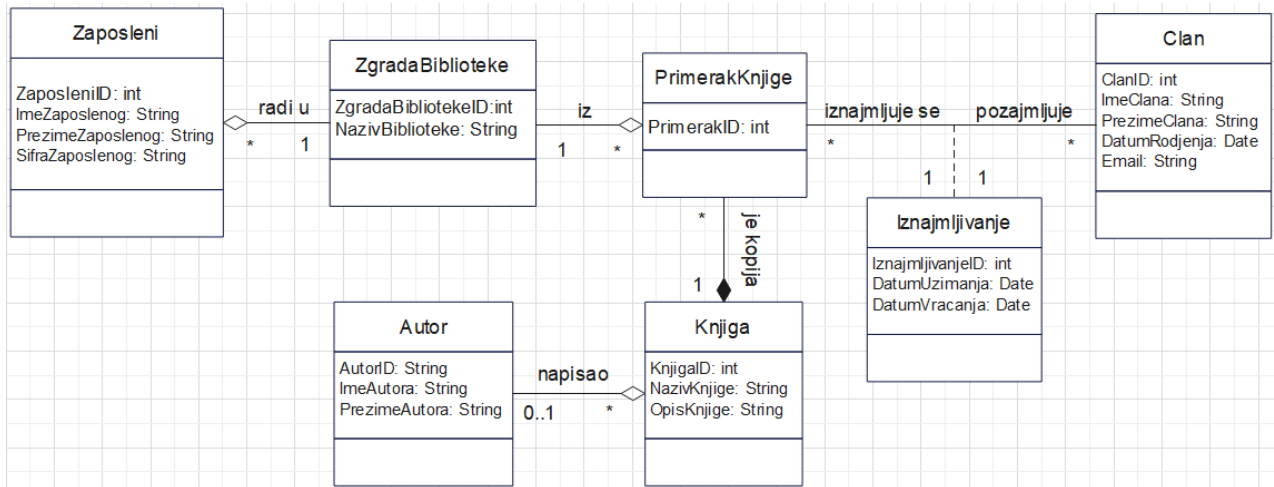 Zaposleni
ZaposleniID: int
ImeZaposlenog: String
PrezimeZaposlenog: String
SifraZaposlenog: String
radi u
*
1
ZgradaBiblioteke
ZgradaBibliotekeID:int
NazivBiblioteke: String
iz
1
*
PrimerakKnjige
PrimerakID: int
iznajmljuje se
pozajmljuje
*
*
1
1
Clan
ClanID: int
ImeClana: String
PrezimeClana: String
DatumRodjenja: Date
Email: String
Iznajmljivanje
IznajmljivanjeID: int
DatumUzimanja: Date
DatumVracanja: Date
*
je kopija
1
Autor
AutorID: String
ImeAutora: String
PrezimeAutora: String
napisao
0..1
*
Knjiga
KnjigaID: int
NazivKnjige: String
OpisKnjige: String